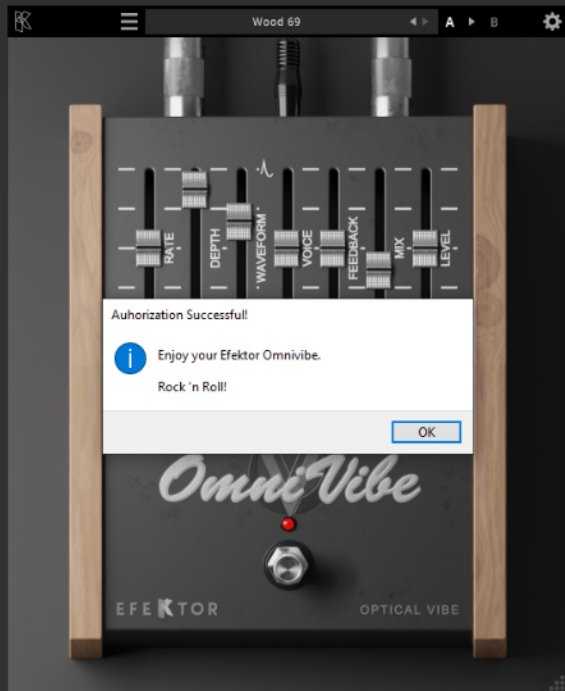 Wood 69
A
B
RATE
DEPTH
WAVEFORM
VOICE
FEEDBACK
MIX
LEVEL
Auhorization Successful!
Enjoy your Efektor Omnivibe.
Rock 'n Roll!
OK
OmniVibe
EFEKTOR
OPTICAL VIBE